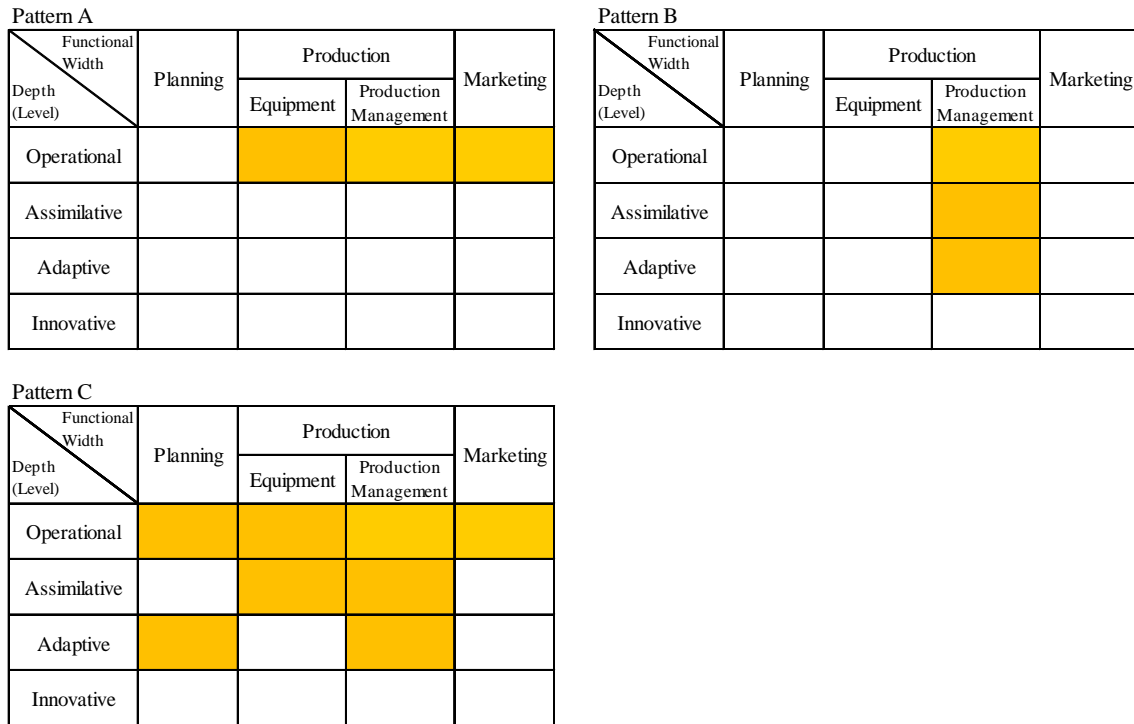 Pattern A
Functional
Width
Depth
(Level)
Planning
Production
Equipment
Production
Management
Marketing
Operational
Assimilative
Adaptive
Innovative
Pattern B
Functional
Width
Depth
(Level)
Planning
Production
Equipment
Production
Management
Marketing
Operational
Assimilative
Adaptive
Innovative
Pattern C
Functional
Width
Depth
(Level)
Planning
Production
Equipment
Production
Management
Marketing
Operational
Assimilative
Adaptive
Innovative